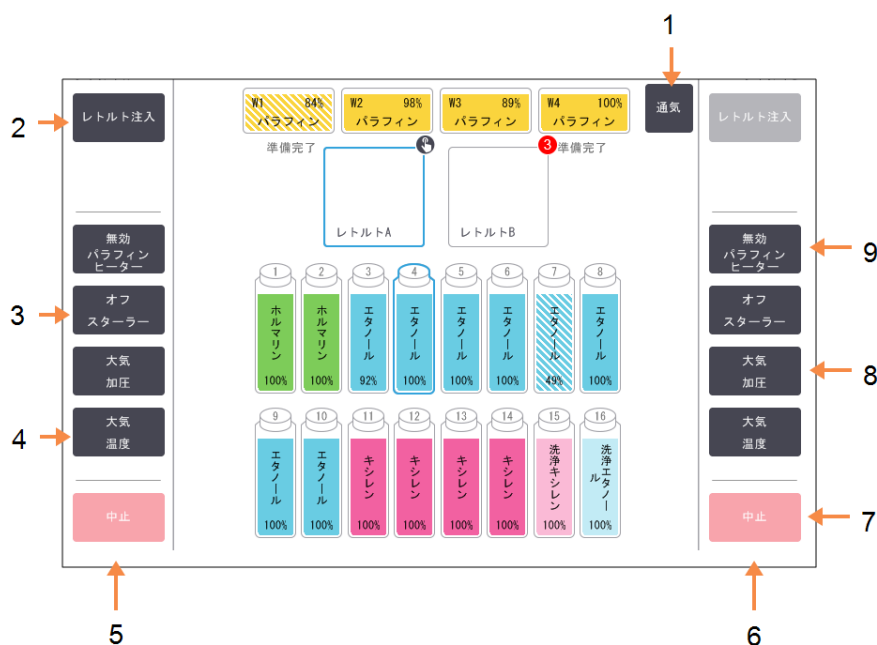 1
W1 84%
パラフィン
W2 98%
パラフィン
W3 89%
パラフィン
W4 100%
パラフィン
通気
2
レトルト注入
レトルト注入
準備完了
3
準備完了
レトルトA
レトルトB
無効
パラフィン
ヒーター
無効
パラフィン
ヒーター
9
3
オフ
スターラー
オフ
スターラー
大気
加圧
大気
加圧
8
4
大気
温度
大気
温度
1
ホルマリン
100%
2
ホルマリン
100%
3
エタノール
92%
4
エタノール
100%
5
エタノール
100%
6
エタノール
100%
7
エタノール
49%
8
エタノール
100%
9
エタノール
100%
10
エタノール
100%
11
キシレン
100%
12
キシレン
100%
13
キシレン
100%
14
キシレン
100%
15
洗浄キシレン
100%
16
洗浄エタノー
ル
100%
中止
中止
7
5
6